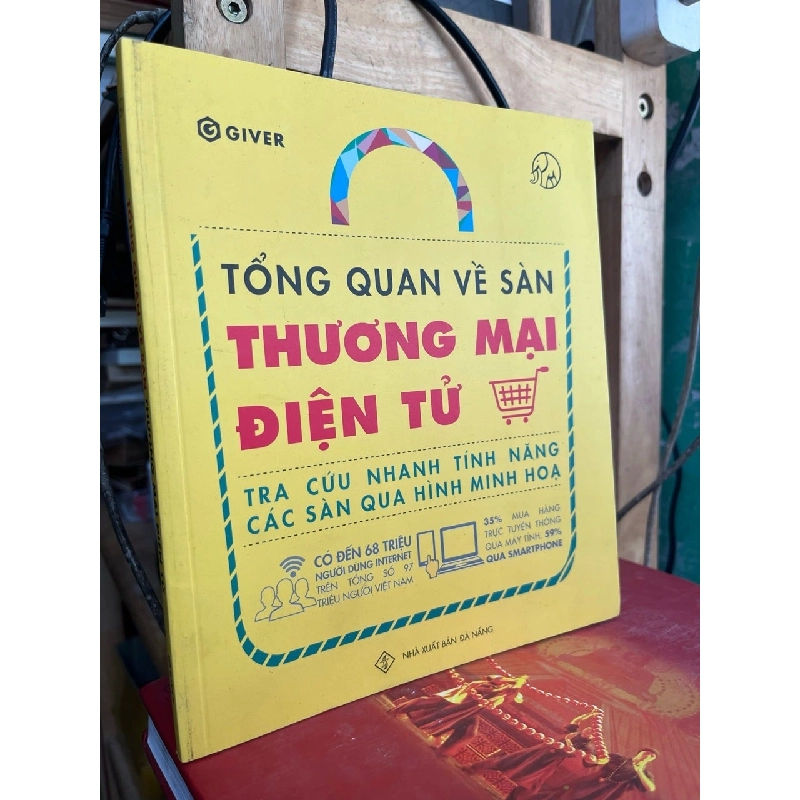 GIVER
TỔNG QUAN VỀ SÀN
THƯƠNG MẠI
ĐIỆN TỬ
TRA CỨU NHANH TÍNH NĂNG
CÁC SÀN QUA HÌNH MINH HOẠ
CÓ ĐẾN 68 TRIỆU
NGƯỜI DÙNG INTERNET
TRÊN TỔNG SỐ 97
TRIỆU NGƯỜI VIỆT NAM
35% MUA HÀNG
TRỰC TUYẾN THÔNG
QUA MÁY TÍNH, 59%
QUA SMARTPHONE
NHÀ XUẤT BẢN ĐÀ NẴNG